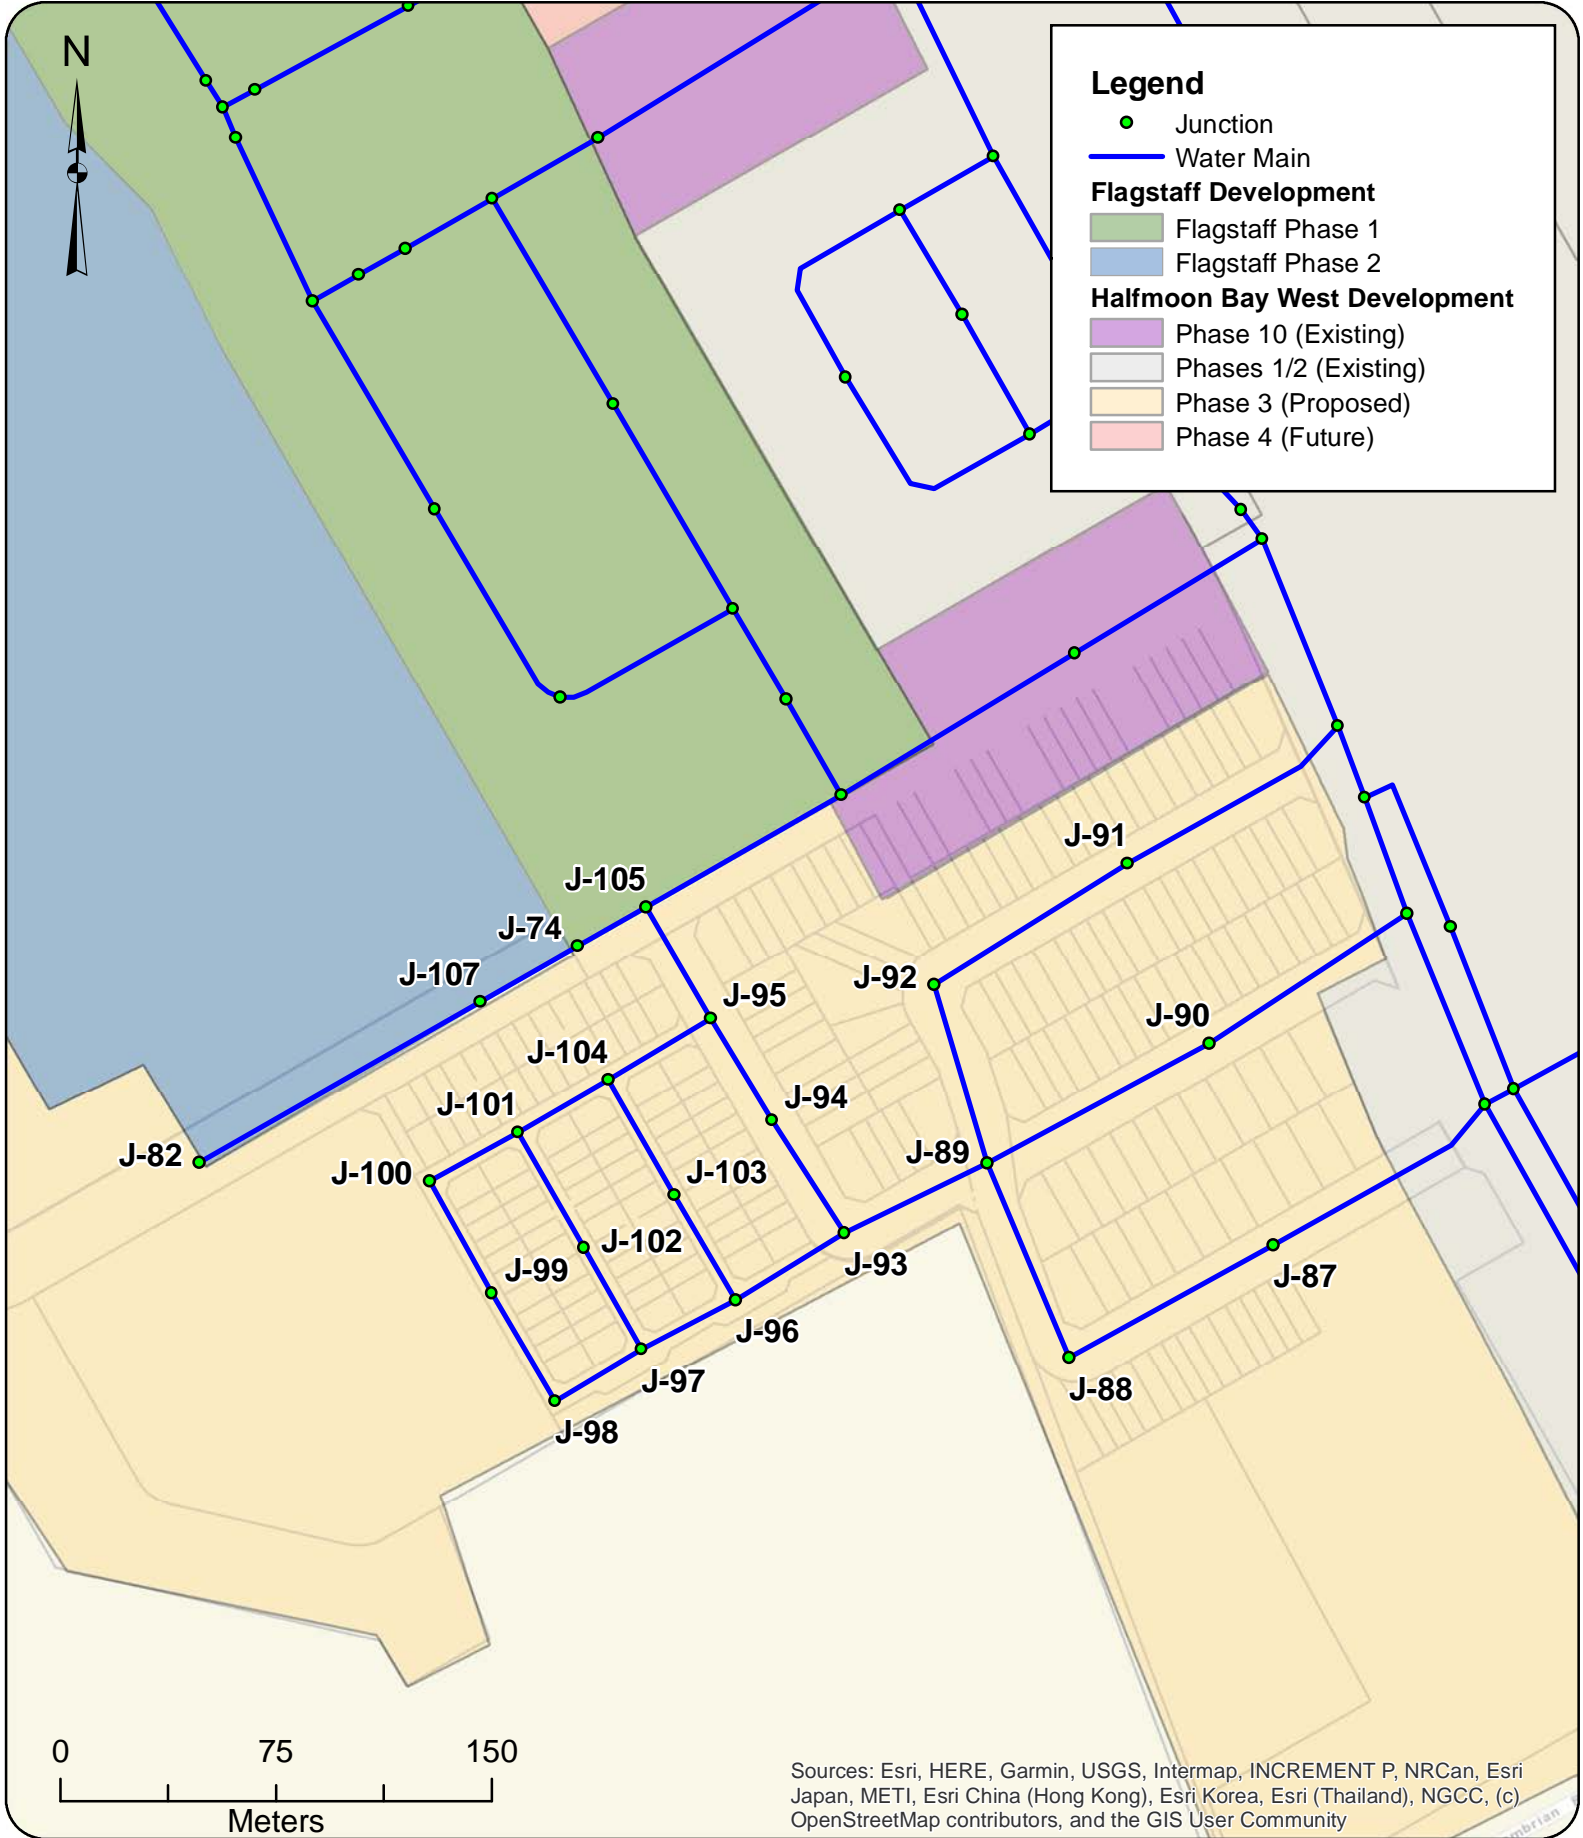 N
Legend
Junction
Water Main
Flagstaff Development
Flagstaff Phase 1
Flagstaff Phase 2
Halfmoon Bay West Development
Phase 10 (Existing)
Phases 1/2 (Existing)
Phase 3 (Proposed)
Phase 4 (Future)
J-91
J-105
J-74
J-107
J-92
J-95
J-90
J-104
J-101
J-94
J-82
J-100
J-103
J-89
J-102
J-99
J-93
J-87
J-96
J-97
J-88
J-98
0 75 150
Meters
Sources: Esri, HERE, Garmin, USGS, Intermap, INCREMENT P, NRCan, Esri
Japan, METI, Esri China (Hong Kong), Esri Korea, Esri (Thailand), NGCC, (c)
OpenStreetMap contributors, and the GIS User Community